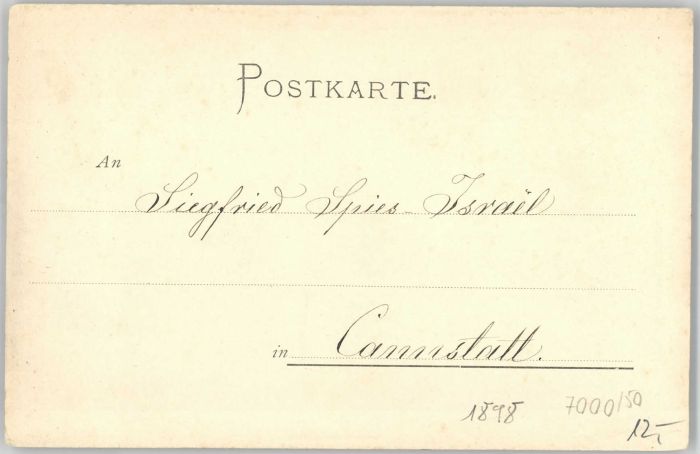 POSTKARTE.
An
Siegfried Spies-Israël
in Cannstatt.
1898 7000/50
12,-